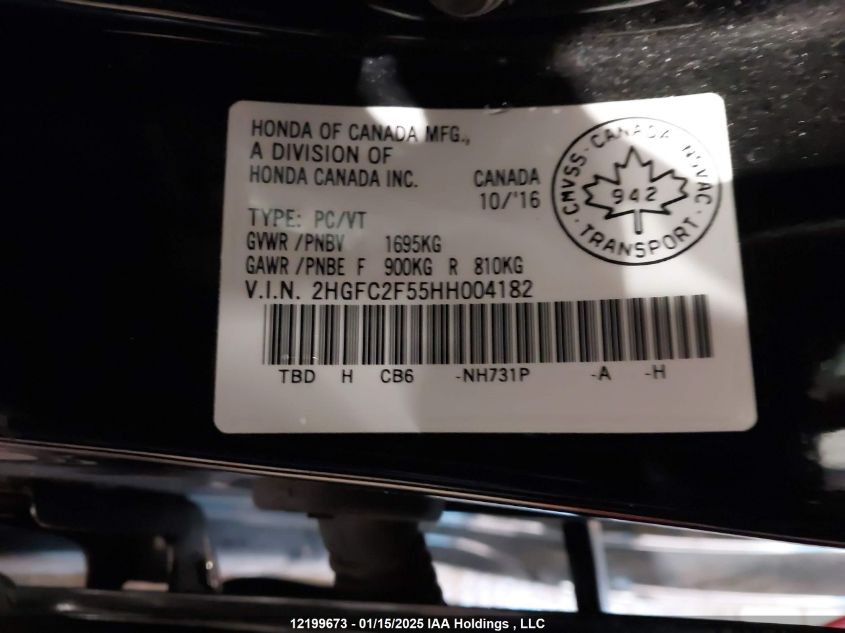 HONDA OF CANADA MFG.,
A DIVISION OF
HONDA CANADA INC. CANADA
10/'16
TYPE: PC/VT
GVWR /PNBV 1695KG
GAWR /PNBE F 900KG R 810KG
V.I.N. 2HGFC2F55HH004182
TBD H CB6 -NH731P -A -H
CMVSS · CANADA · NSVAC
942
· TRANSPORT ·
12199673 - 01/15/2025 IAA Holdings , LLC